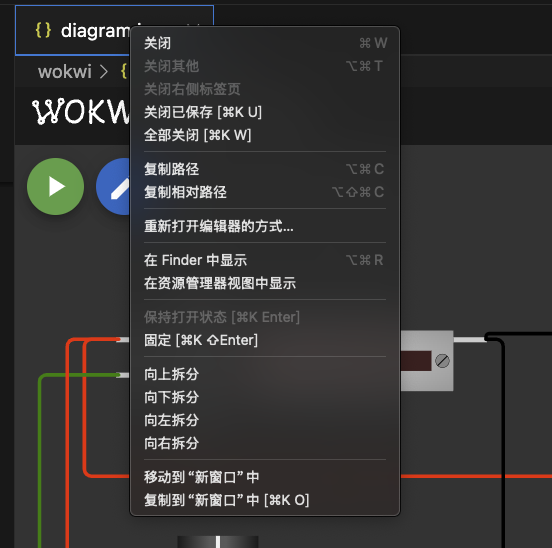 {} diagram.j
wokwi > {
WOKW
关闭 ⌘ W
关闭其他 ⌥⌘ T
关闭右侧标签页
关闭已保存 [⌘K U]
全部关闭 [⌘K W]
复制路径 ⌥⌘ C
复制相对路径 ⌥⇧⌘ C
重新打开编辑器的方式...
在 Finder 中显示 ⌥⌘ R
在资源管理器视图中显示
保持打开状态 [⌘K Enter]
固定 [⌘K ⇧Enter]
向上拆分
向下拆分
向左拆分
向右拆分
移动到“新窗口”中
复制到“新窗口”中 [⌘K O]